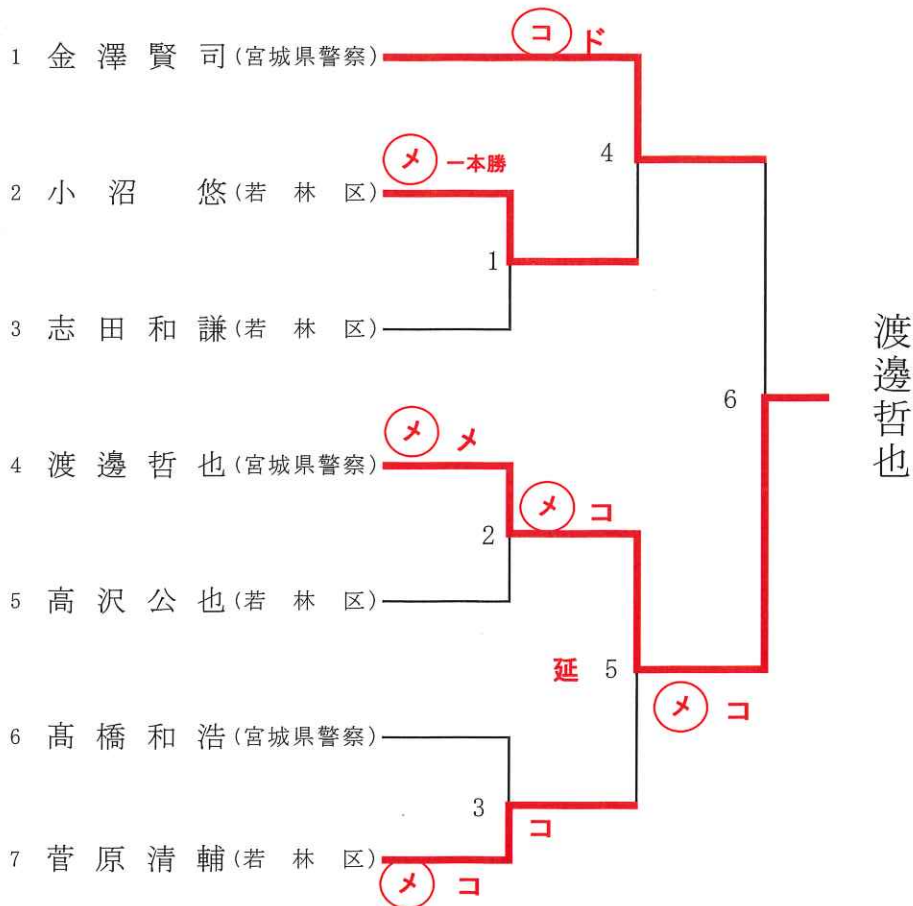 コ ド
1 金澤賢司(宮城県警察)
4
メ 一本勝
2 小沼 悠(若林区)
1
3 志田和謙(若林区)
6
渡邊哲也
メ メ
4 渡邊哲也(宮城県警察)
メ コ
2
5 高沢公也(若林区)
延 5
メ コ
6 髙橋和浩(宮城県警察)
3
コ
7 菅原清輔(若林区)
メ コ